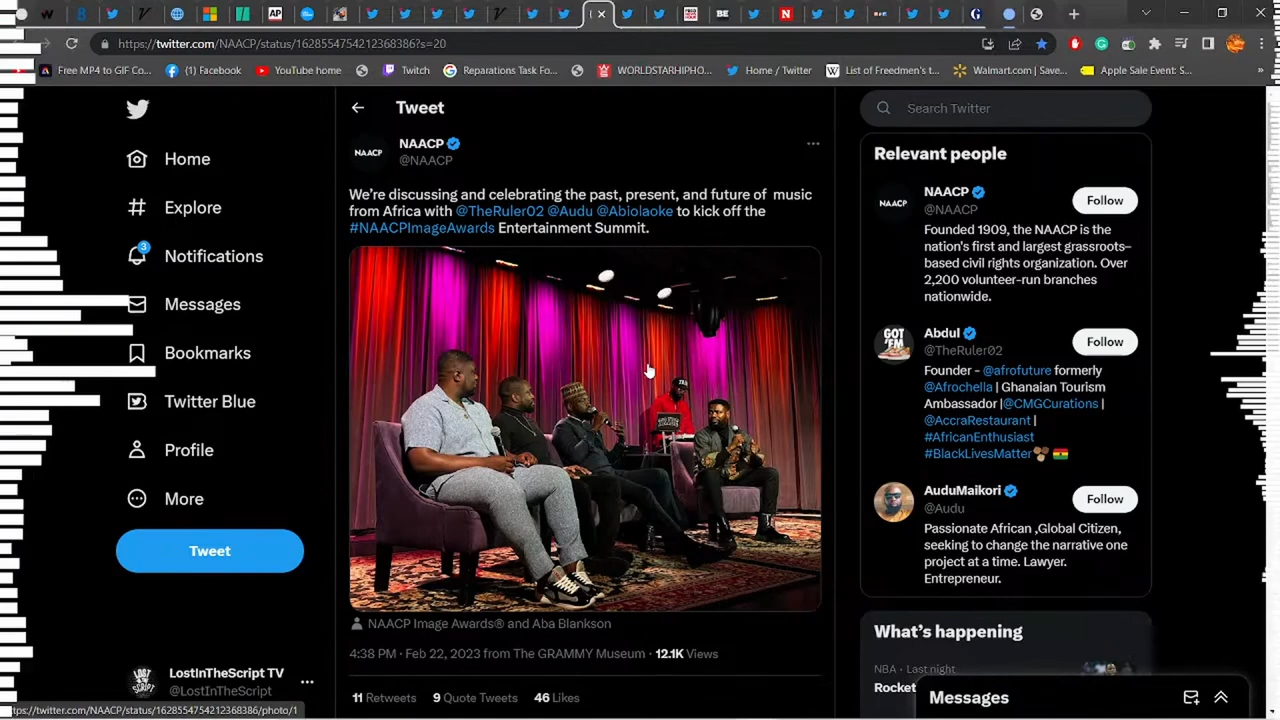 https://twitter.com/NAACP/status/1628554754212368386?s=20
Free MP4 to GIF Co...
(1) Facebook
YouTube home
Twitch
Reparations Task Fo...
WORLDSTARHIPHO...
Home / Twitter
List of Freedmen's t...
Walmart.com | Save...
Apple Sale Event: S...
»
Home
Explore
3
Notifications
Messages
Bookmarks
Twitter Blue
Profile
More
Tweet
LostInTheScript TV
@LostInTheScript
Tweet
NAACP
NAACP
@NAACP
We're discussing and celebrating the past, present, and future of music
from Africa with @TheRuler02 @Audu @Abiolaoke to kick off the
#NAACPImageAwards Entertainment Summit.
NAACP Image Awards® and Aba Blankson
4:38 PM · Feb 22, 2023 from The GRAMMY Museum · 12.1K Views
11 Retweets 9 Quote Tweets 46 Likes
Search Twitter
Relevant people
NAACP
NAACP
@NAACP
Follow
Founded 1909, the NAACP is the
nation's first and largest grassroots–
based civil rights organization. Over
2,200 volunteer-run branches
nationwide.
GOT
'EM
Abdul
@TheRuler02
Follow
Founder - @afrofuture formerly
@Afrochella | Ghanaian Tourism
Ambassador |@CMGCurations |
@AccraRestaurant |
#AfricanEnthusiast
#BlackLivesMatter
AuduMaikori
@Audu
Follow
Passionate African ,Global Citizen,
seeking to change the narrative one
project at a time. Lawyer.
Entrepreneur.
What's happening
NBA · Last night
Rocket
Messages
ps://twitter.com/NAACP/status/1628554754212368386/photo/1